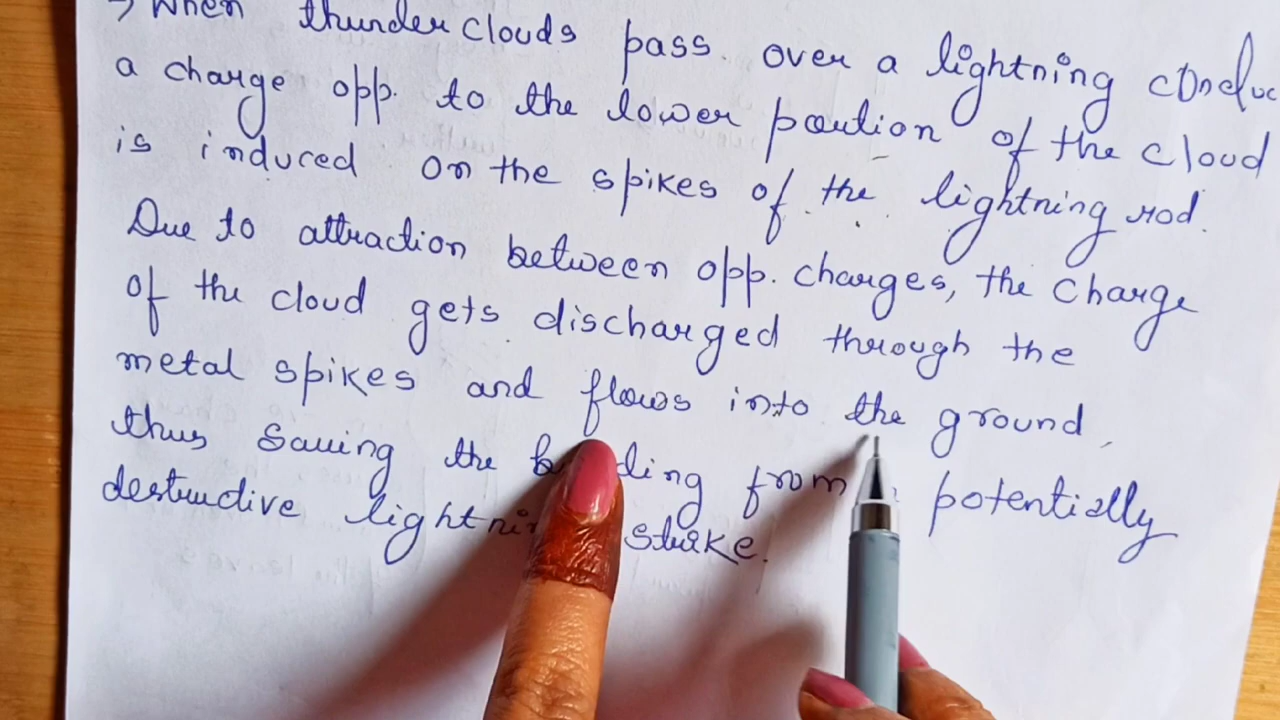 → When thunder clouds pass over a lightning conduc
a charge opp. to the lower portion of the cloud
is induced on the spikes of the lightning rod.
Due to attraction between opp. charges, the charge
of the cloud gets discharged through the
metal spikes and flows into the ground,
thus saving the from potentially
destructive strike.